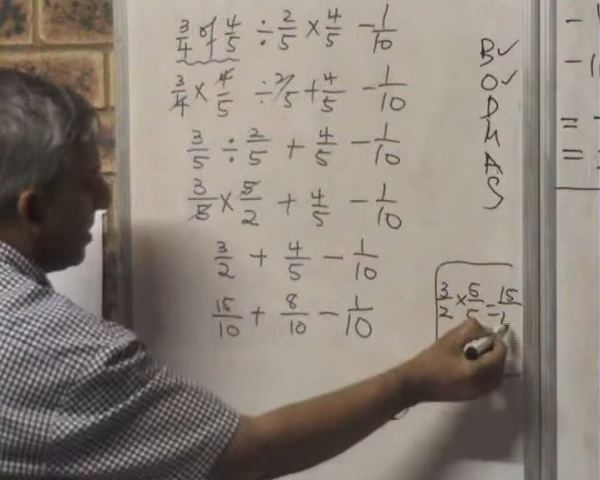 3/4 of 4/5 ÷ 2/5 × 4/5 − 1/10
3/4 × 4/5 ÷ 2/5 + 4/5 − 1/10
3/5 ÷ 2/5 + 4/5 − 1/10
3/5 × 5/2 + 4/5 − 1/10
3/2 + 4/5 − 1/10
15/10 + 8/10 − 1/10
B✓
O✓
D
M
A
S
3/2 × 5/5 = 15/1